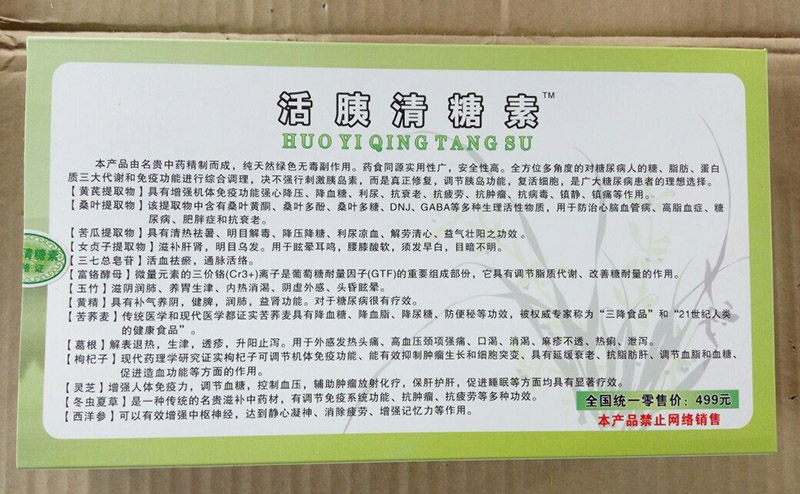 活胰清糖素™
HUO YI QING TANG SU
本产品由名贵中药精制而成，纯天然绿色无毒副作用。药食同源实用性广，安全性高。全方位多角度的对糖尿病人的糖、脂肪、蛋白
质三大代谢和免疫功能进行综合调理，决不强行刺激胰岛素，而是真正修复，调节胰岛功能，复活细胞，是广大糖尿病患者的理想选择。
【黄芪提取物】具有增强机体免疫功能强心降压、降血糖、利尿、抗衰老、抗疲劳、抗肿瘤、抗病毒、镇静、镇痛等作用。
【桑叶提取物】该提取物中含有桑叶黄酮、桑叶多酚、桑叶多糖、DNJ、GABA等多种生理活性物质，用于防治心脑血管病、高脂血症、糖
尿病、肥胖症和抗衰老。
【苦瓜提取物】具有清热祛暑、明目解毒、降压降糖、利尿凉血、解劳清心、益气壮阳之功效。
【女贞子提取物】滋补肝肾，明目乌发。用于眩晕耳鸣，腰膝酸软，须发早白，目暗不明。
【三七总皂苷】活血祛瘀，通脉活络。
【富铬酵母】微量元素的三价铬(Cr3+)离子是葡萄糖耐量因子(GTF)的重要组成部份，它具有调节脂质代谢、改善糖耐量的作用。
【玉竹】滋阴润肺、养胃生津、内热消渴、阴虚外感、头昏眩晕。
【黄精】具有补气养阴，健脾，润肺，益肾功能。对于糖尿病很有疗效。
【苦荞麦】传统医学和现代医学都证实苦荞麦具有降血糖、降血脂、降尿糖、防便秘等功效，被权威专家称为“三降食品”和“21世纪人类
的健康食品”。
【葛根】解表退热，生津，透疹，升阳止泻。用于外感发热头痛、高血压颈项强痛、口渴、消渴、麻疹不透、热痢、泄泻。
【枸杞子】现代药理学研究证实枸杞子可调节机体免疫功能、能有效抑制肿瘤生长和细胞突变、具有延缓衰老、抗脂肪肝、调节血脂和血糖、
促进造血功能等方面的作用。
【灵芝】增强人体免疫力，调节血糖，控制血压，辅助肿瘤放射化疗，保肝护肝，促进睡眠等方面均具有显著疗效。
【冬虫夏草】是一种传统的名贵滋补中药材，有调节免疫系统功能、抗肿瘤、抗疲劳等多种功效。
【西洋参】可以有效增强中枢神经，达到静心凝神、消除疲劳、增强记忆力等作用。
全国统一零售价：499元
本产品禁止网络销售
清糖素